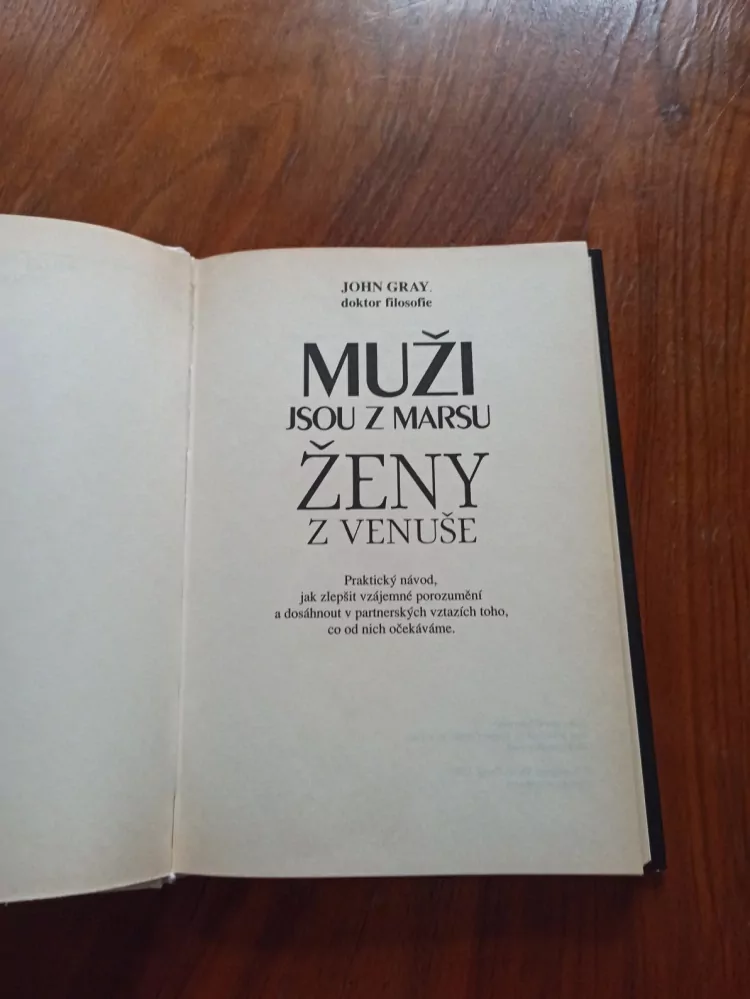 JOHN GRAY,
doktor filosofie
MUŽI
JSOU Z MARSU
ŽENY
Z VENUŠE
Praktický návod,
jak zlepšit vzájemné porozumění
a dosáhnout v partnerských vztazích toho,
co od nich očekáváme.